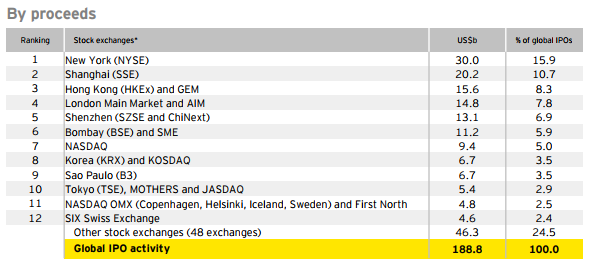 By proceeds
Ranking Stock exchanges* US$b % of global IPOs
1 New York (NYSE) 30.0 15.9
2 Shanghai (SSE) 20.2 10.7
3 Hong Kong (HKEx) and GEM 15.6 8.3
4 London Main Market and AIM 14.8 7.8
5 Shenzhen (SZSE and ChiNext) 13.1 6.9
6 Bombay (BSE) and SME 11.2 5.9
7 NASDAQ 9.4 5.0
8 Korea (KRX) and KOSDAQ 6.7 3.5
9 Sao Paulo (B3) 6.7 3.5
10 Tokyo (TSE), MOTHERS and JASDAQ 5.4 2.9
11 NASDAQ OMX (Copenhagen, Helsinki, Iceland, Sweden) and First North 4.8 2.5
12 SIX Swiss Exchange 4.6 2.4
Other stock exchanges (48 exchanges) 46.3 24.5
Global IPO activity 188.8 100.0